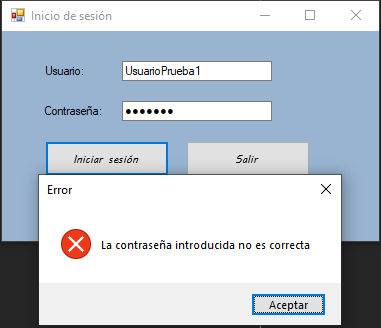 Inicio de sesión
Usuario:
UsuarioPrueba1
Contraseña:
●●●●●●●
Iniciar sesión
Salir
Error
La contraseña introducida no es correcta
Aceptar